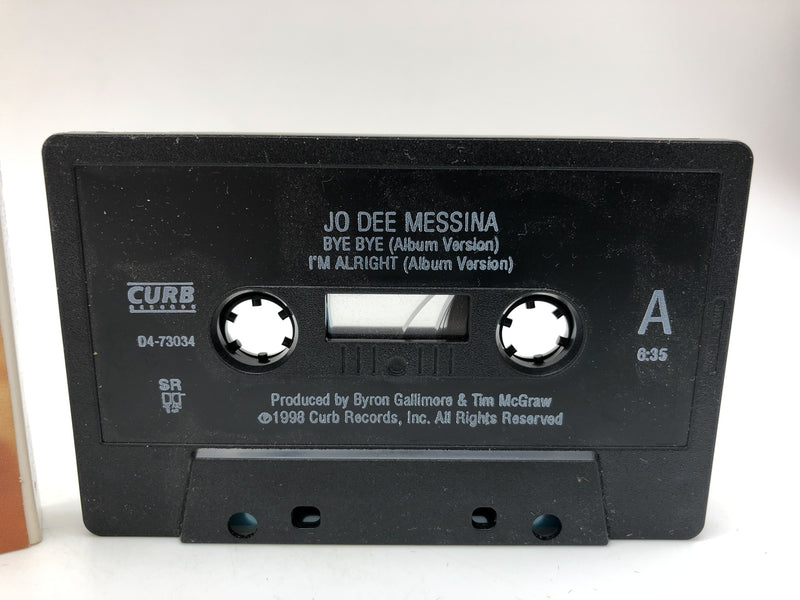 JO DEE MESSINA
BYE BYE (Album Version)
I'M ALRIGHT (Album Version)
CURB
RECORDS
A
D4-73034
6:35
SR
Produced by Byron Gallimore & Tim McGraw
℗1998 Curb Records, Inc. All Rights Reserved